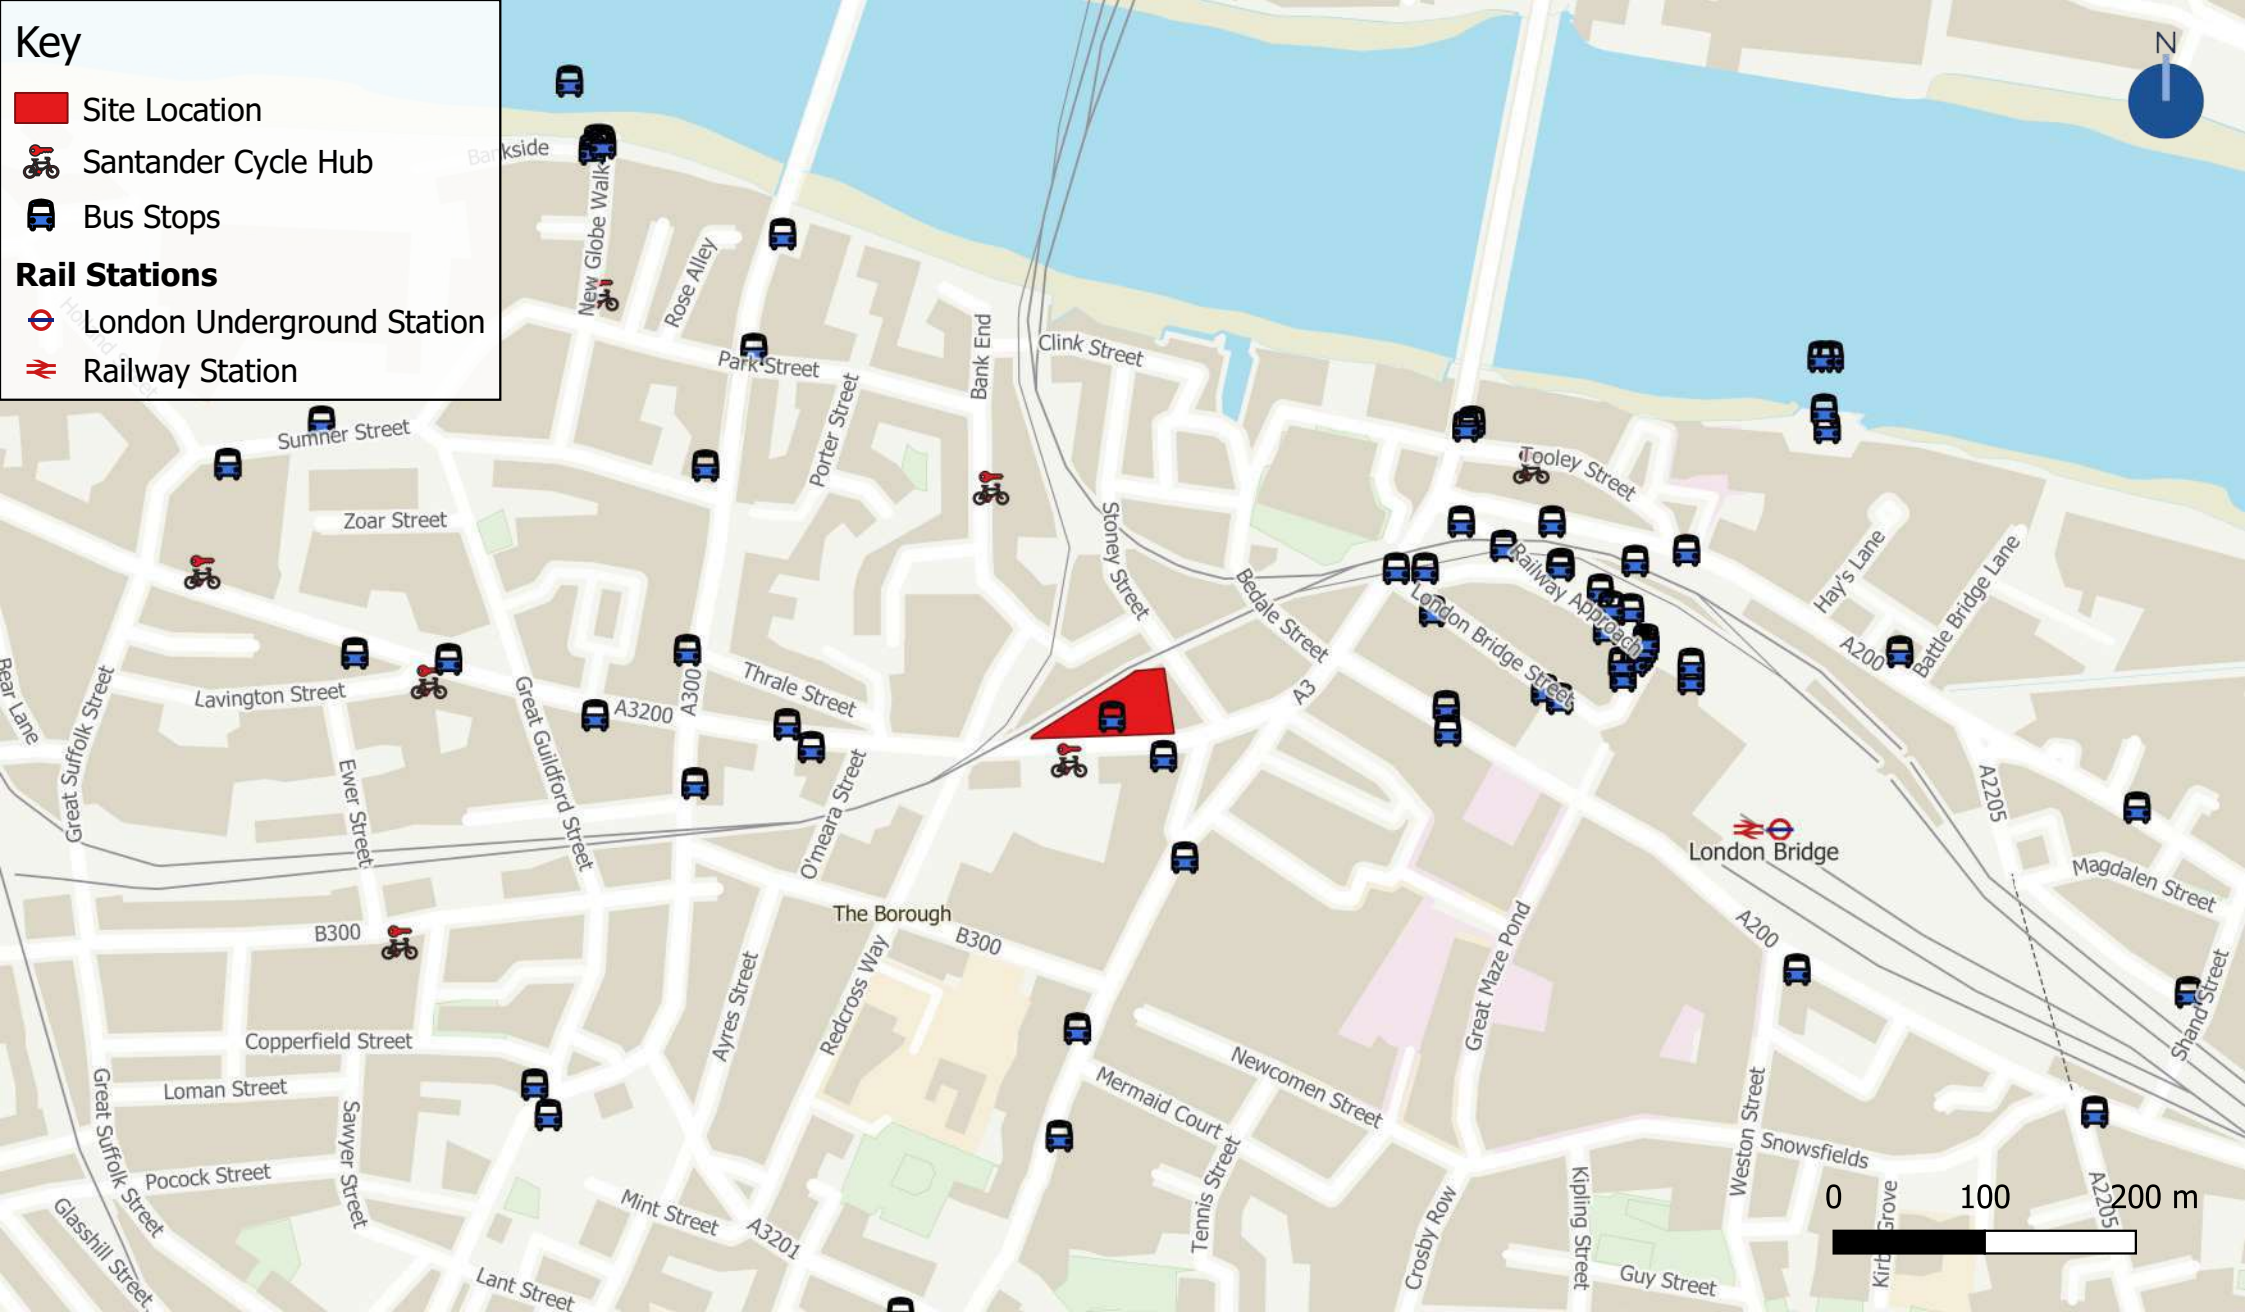 Key
Site Location
Santander Cycle Hub
Bus Stops
Rail Stations
London Underground Station
Railway Station
N
Bankside
New Globe Walk
Rose Alley
Park Street
Porter Street
Bank End
Clink Street
Sumner Street
Zoar Street
Stoney Street
Tooley Street
Railway Approach
Hay's Lane
Battle Bridge Lane
Bedale Street
London Bridge Street
A200
Bear Lane
Great Suffolk Street
Lavington Street
A3200
A300
Thrale Street
A3
Great Guildford Street
Ewer Street
O'meara Street
A2205
London Bridge
Magdalen Street
The Borough
B300
B300
A200
Great Maze Pond
Shand Street
Ayres Street
Redcross Way
Copperfield Street
Loman Street
Great Suffolk Street
Sawyer Street
Newcomen Street
Mermaid Court
Tennis Street
Weston Street
Snowsfields
Pocock Street
Glasshill Street
Mint Street
A3201
Lant Street
Crosby Row
Kipling Street
Guy Street
A2205
0 100 200 m